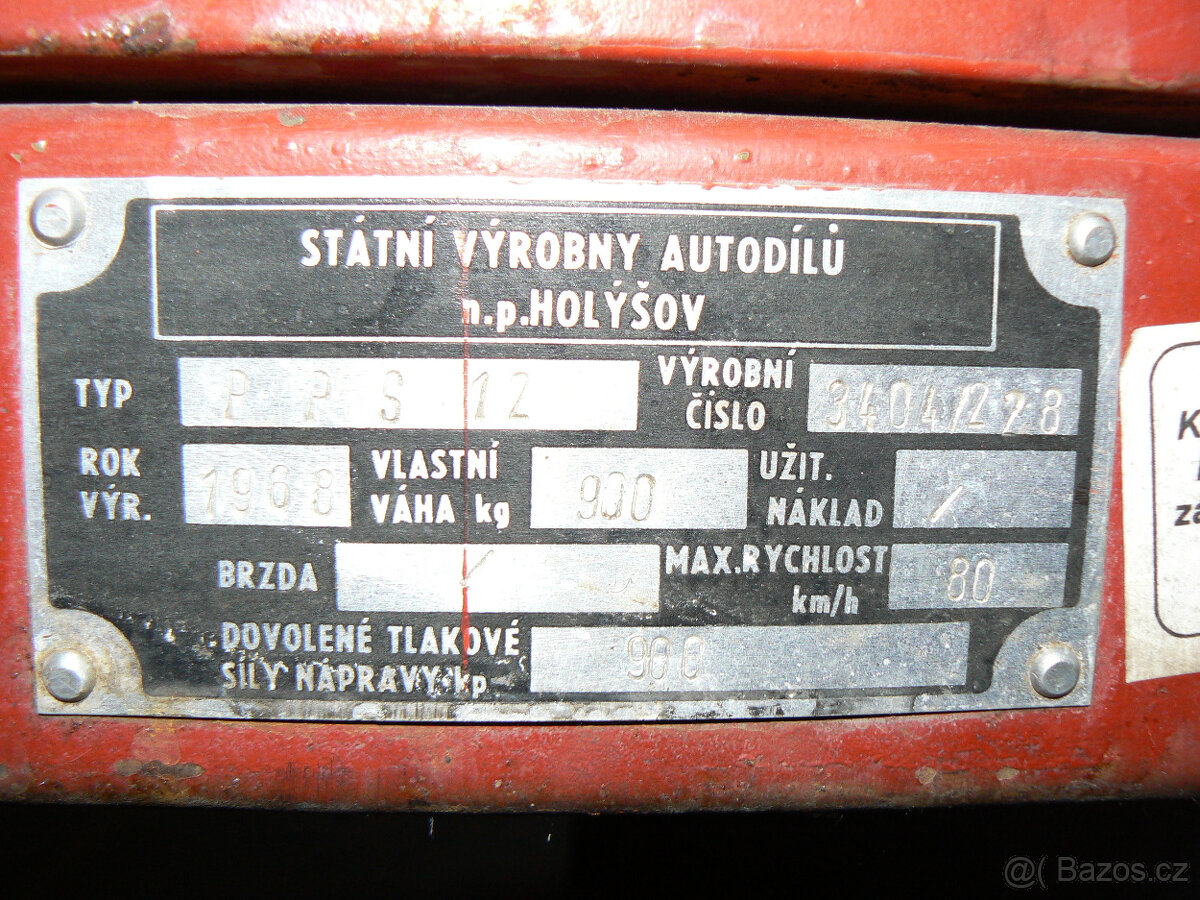 STÁTNÍ VÝROBNY AUTODÍLŮ
n.p. HOLÝŠOV
TYP P P S 12 VÝROBNÍ ČÍSLO 3404/228
ROK VÝR. 1968 VLASTNÍ VÁHA kg 900 UŽIT. NÁKLAD /
BRZDA / MAX. RYCHLOST km/h 80
DOVOLENÉ TLAKOVÉ SÍLY NÁPRAVY kp 900
K
@( Bazos.cz